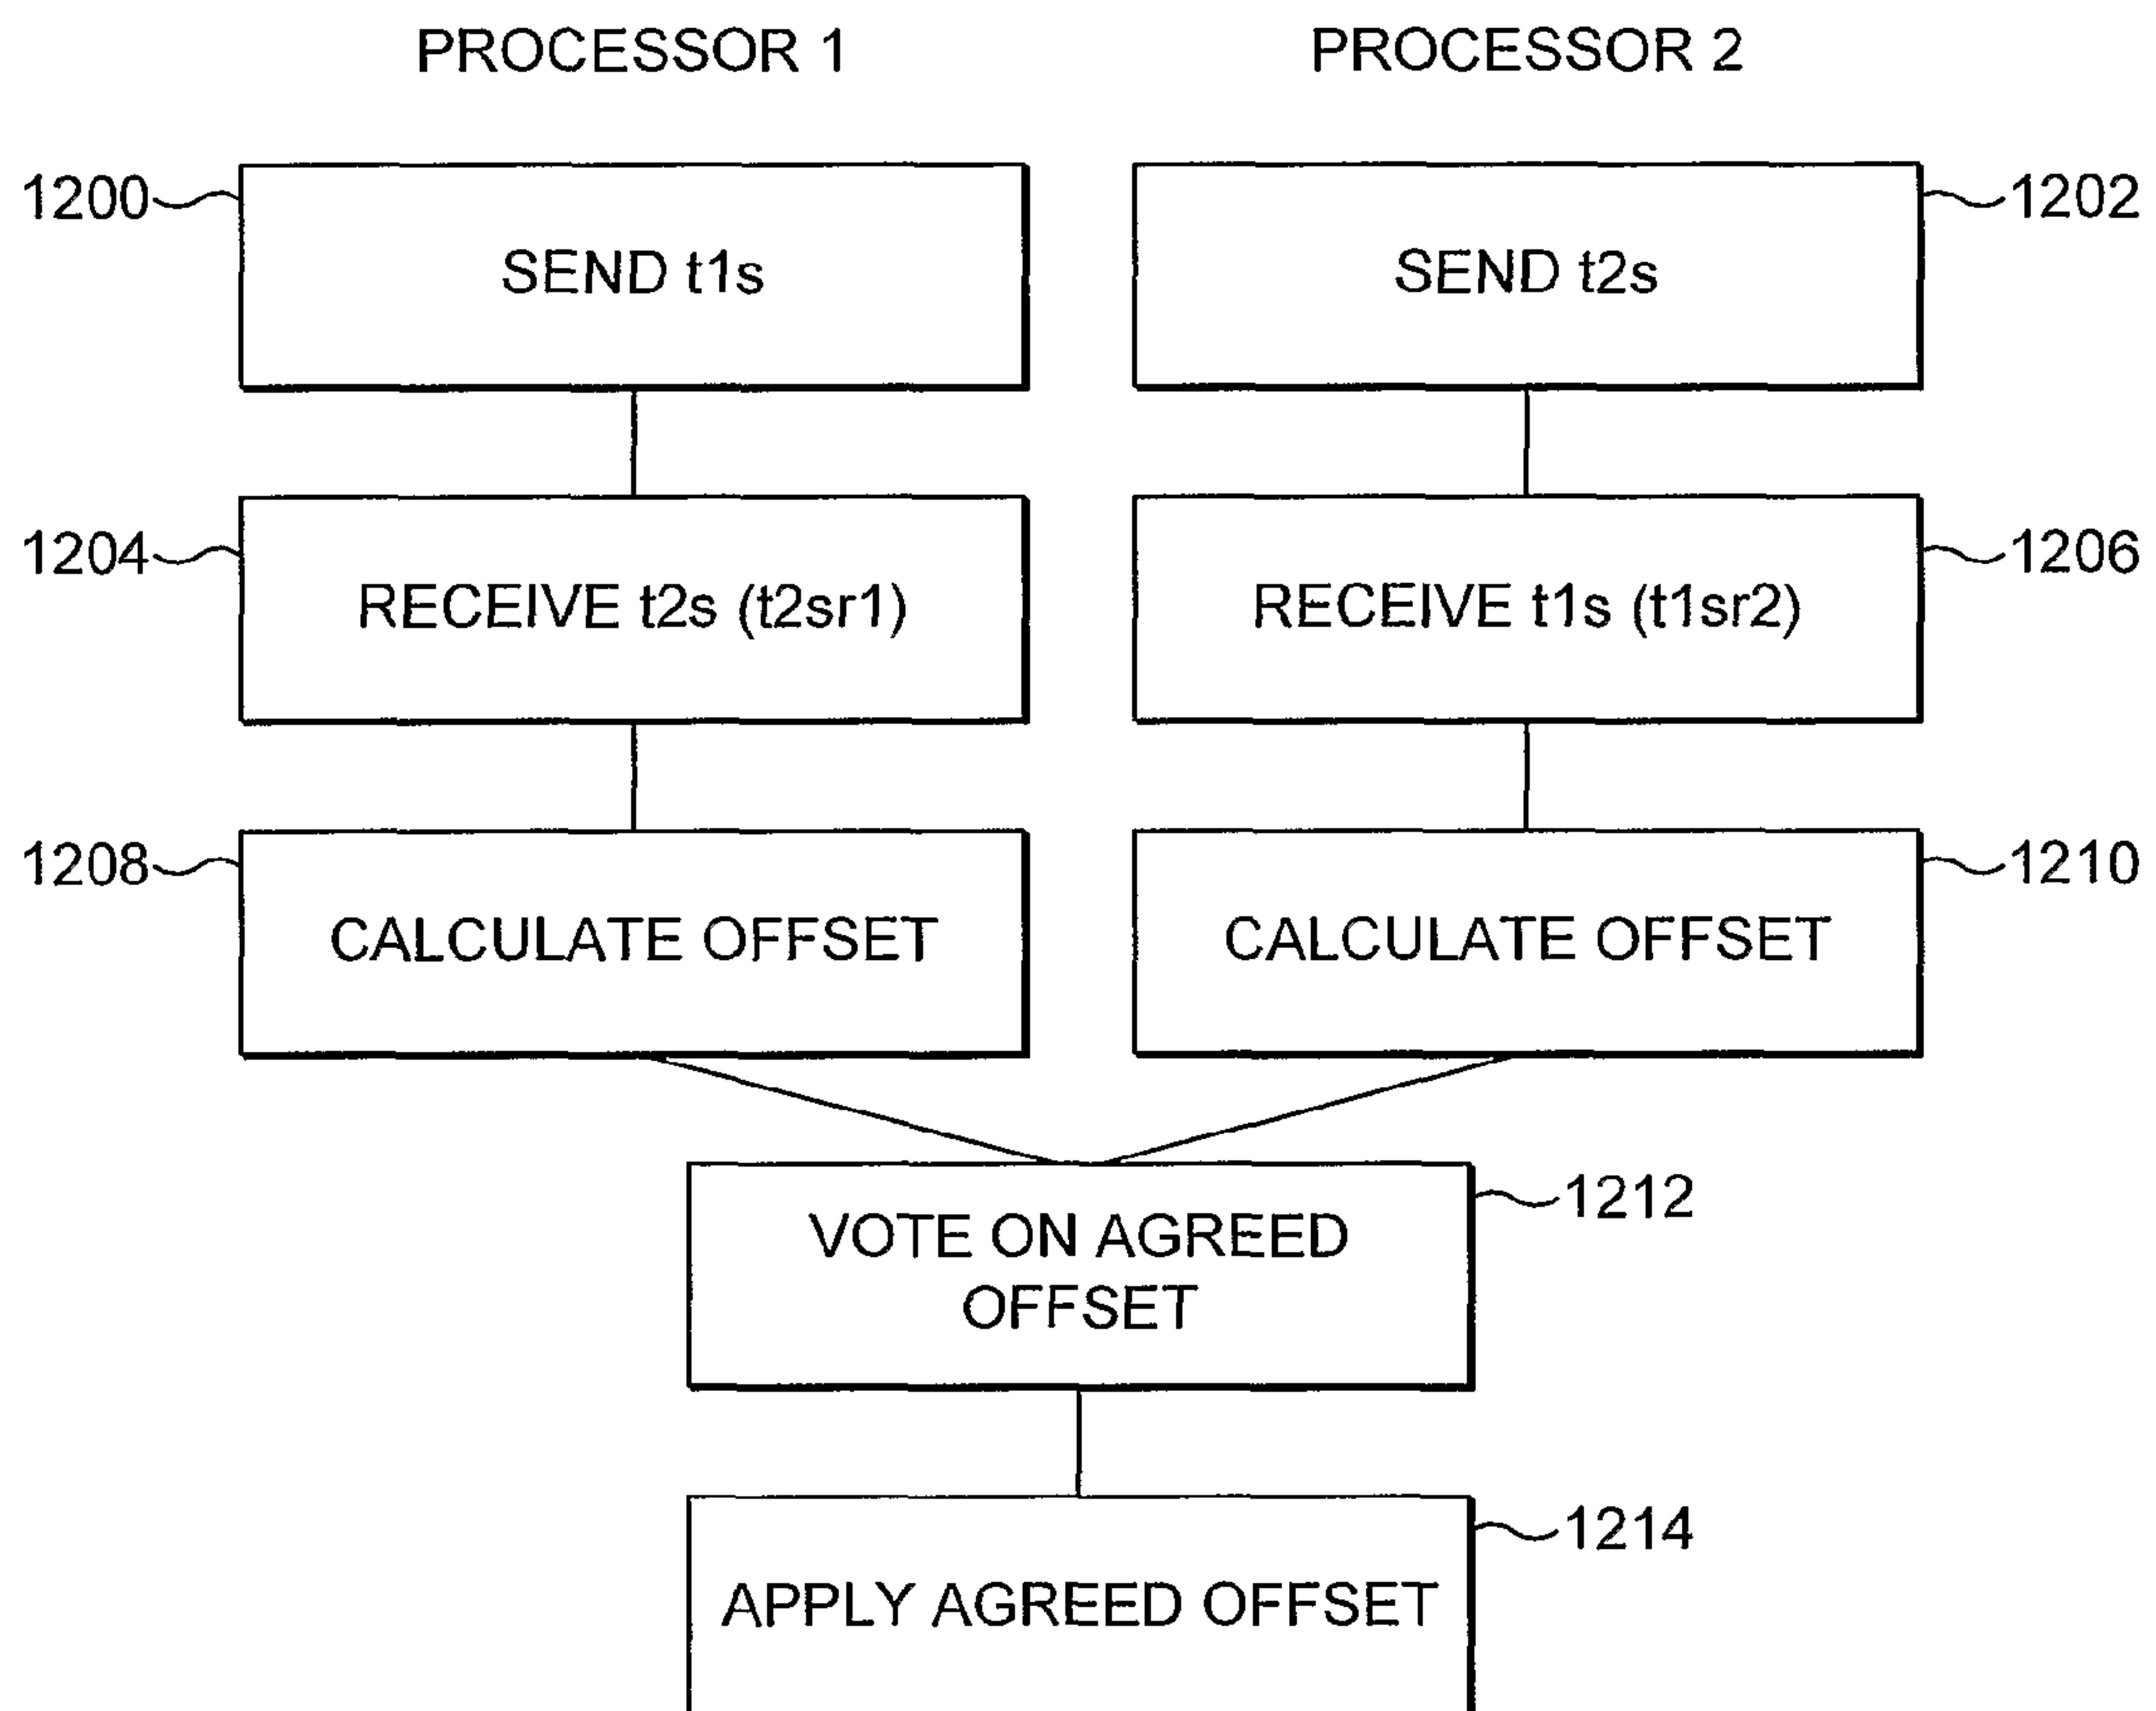 PROCESSOR 1 PROCESSOR 2
1200 SEND t1s SEND t2s 1202
1204 RECEIVE t2s (t2sr1) RECEIVE t1s (t1sr2) 1206
1208 CALCULATE OFFSET CALCULATE OFFSET 1210
VOTE ON AGREED 1212
OFFSET
APPLY AGREED OFFSET 1214